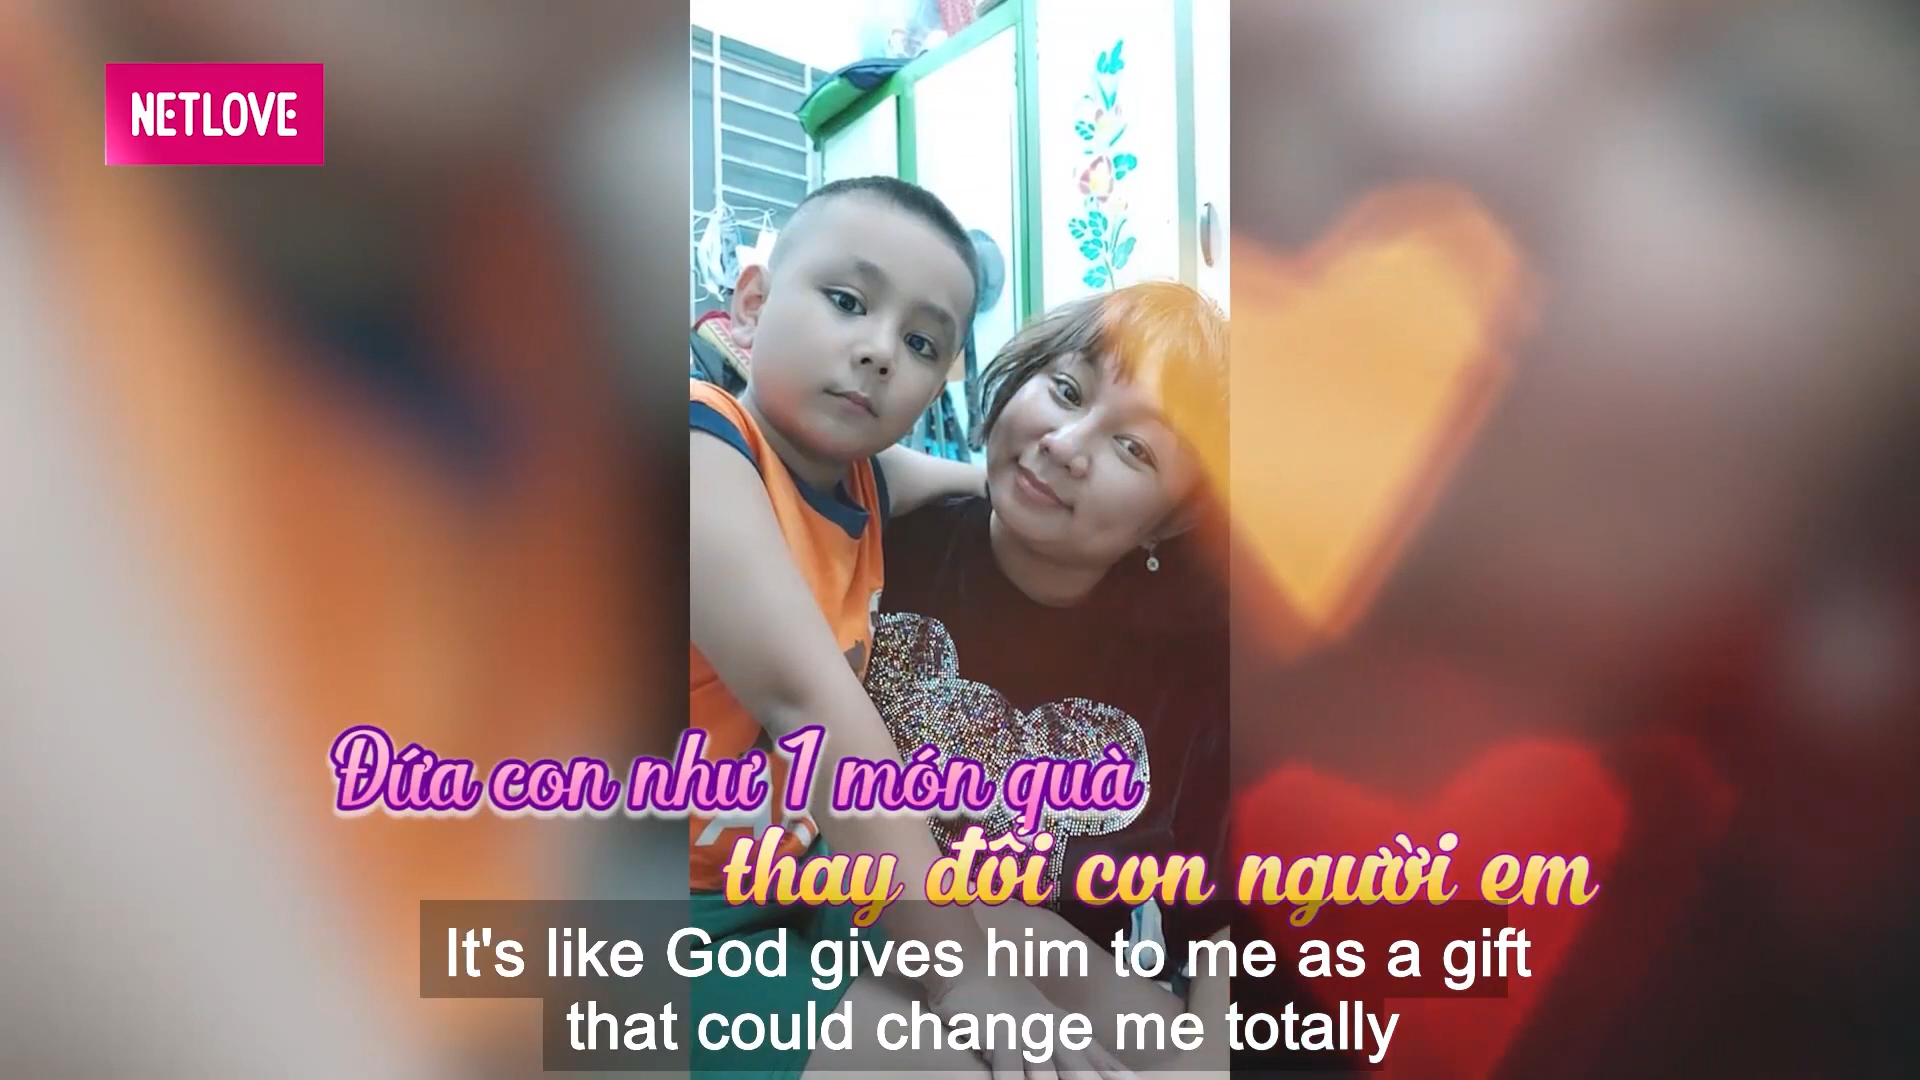 NETLOVE
Đứa con như 1 món quà
thay đổi con người em
It's like God gives him to me as a gift
that could change me totally